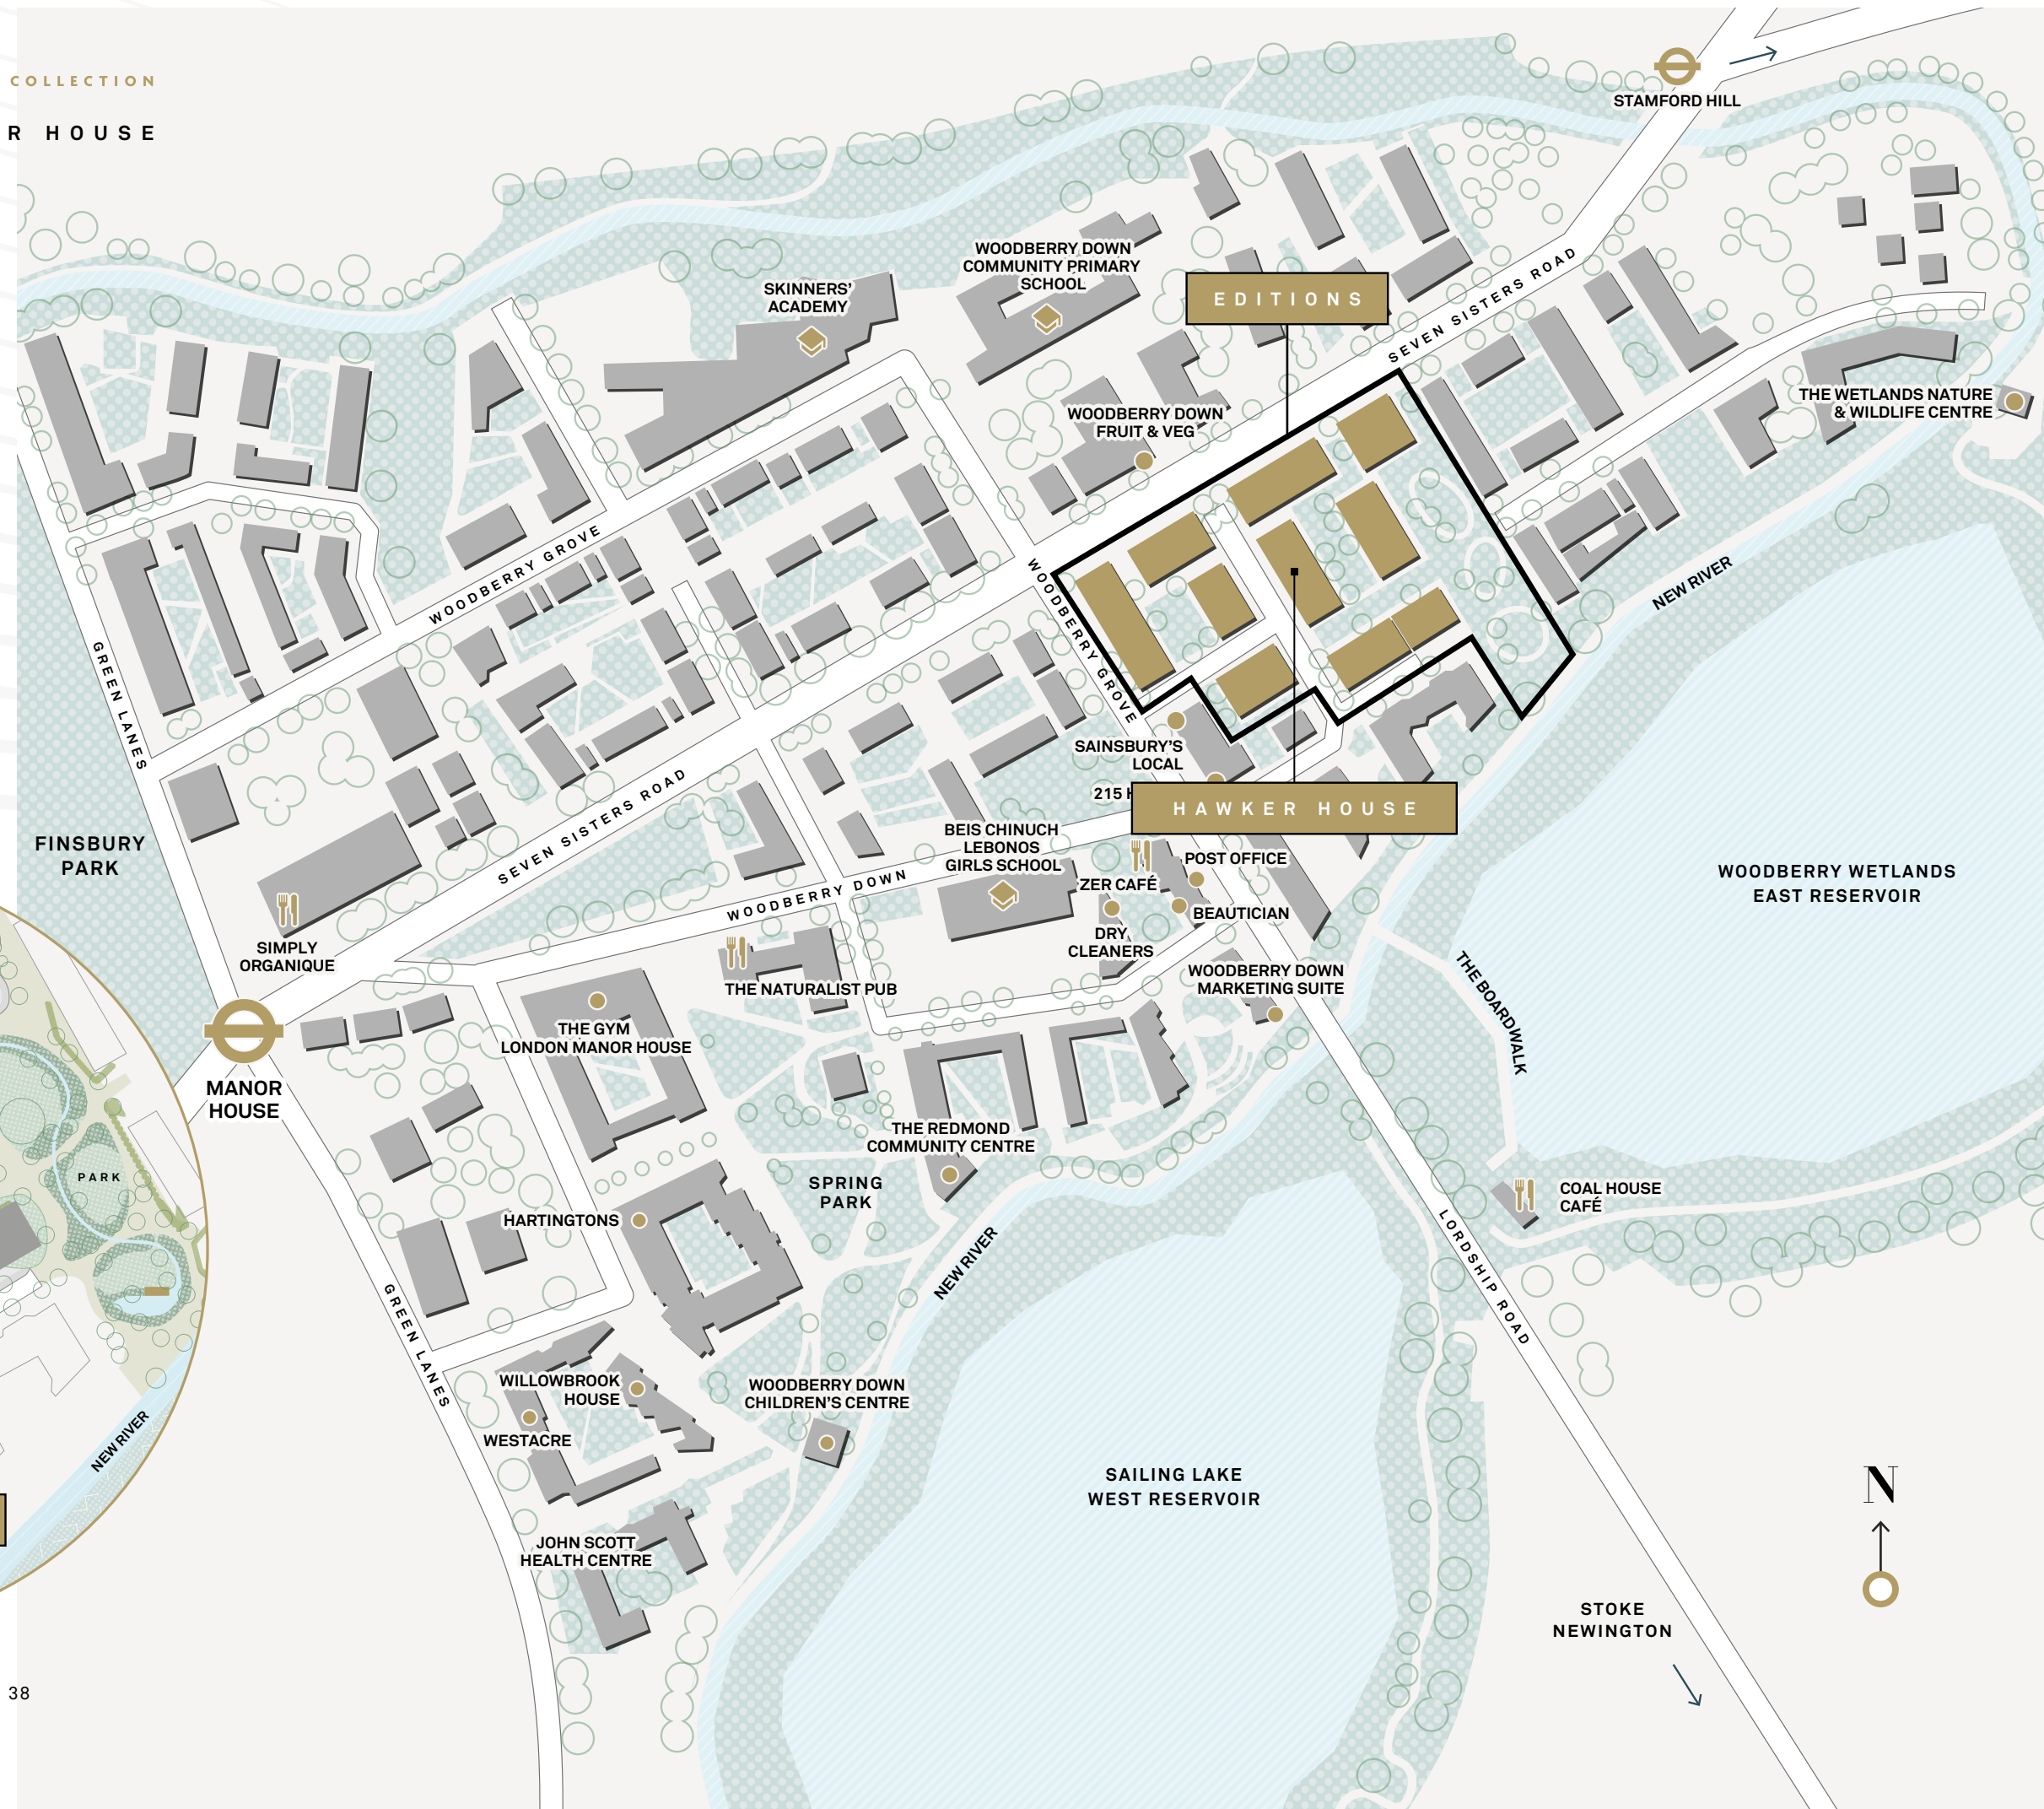 COLLECTION
R HOUSE
STAMFORD HILL
WOODBERRY DOWN
COMMUNITY PRIMARY
SCHOOL
SKINNERS'
ACADEMY
EDITIONS
SEVEN SISTERS ROAD
THE WETLANDS NATURE
& WILDLIFE CENTRE
WOODBERRY DOWN
FRUIT & VEG
WOODBERRY GROVE
WOODBERRY GROVE
NEW RIVER
GREEN LANES
SAINSBURY'S
LOCAL
215 H
HAWKER HOUSE
SEVEN SISTERS ROAD
FINSBURY
PARK
BEIS CHINUCH
LEBONOS
GIRLS SCHOOL
POST OFFICE
ZER CAFÉ
WOODBERRY WETLANDS
EAST RESERVOIR
WOODBERRY DOWN
BEAUTICIAN
DRY
CLEANERS
SIMPLY
ORGANIQUE
THE NATURALIST PUB
WOODBERRY DOWN
MARKETING SUITE
THE BOARDWALK
THE GYM
LONDON MANOR HOUSE
MANOR
HOUSE
THE REDMOND
COMMUNITY CENTRE
PARK
SPRING
PARK
COAL HOUSE
CAFÉ
HARTINGTONS
NEW RIVER
LORDSHIP ROAD
GREEN LANES
WILLOWBROOK
HOUSE
WOODBERRY DOWN
CHILDREN'S CENTRE
WESTACRE
NEW RIVER
SAILING LAKE
WEST RESERVOIR
N
JOHN SCOTT
HEALTH CENTRE
STOKE
NEWINGTON
38